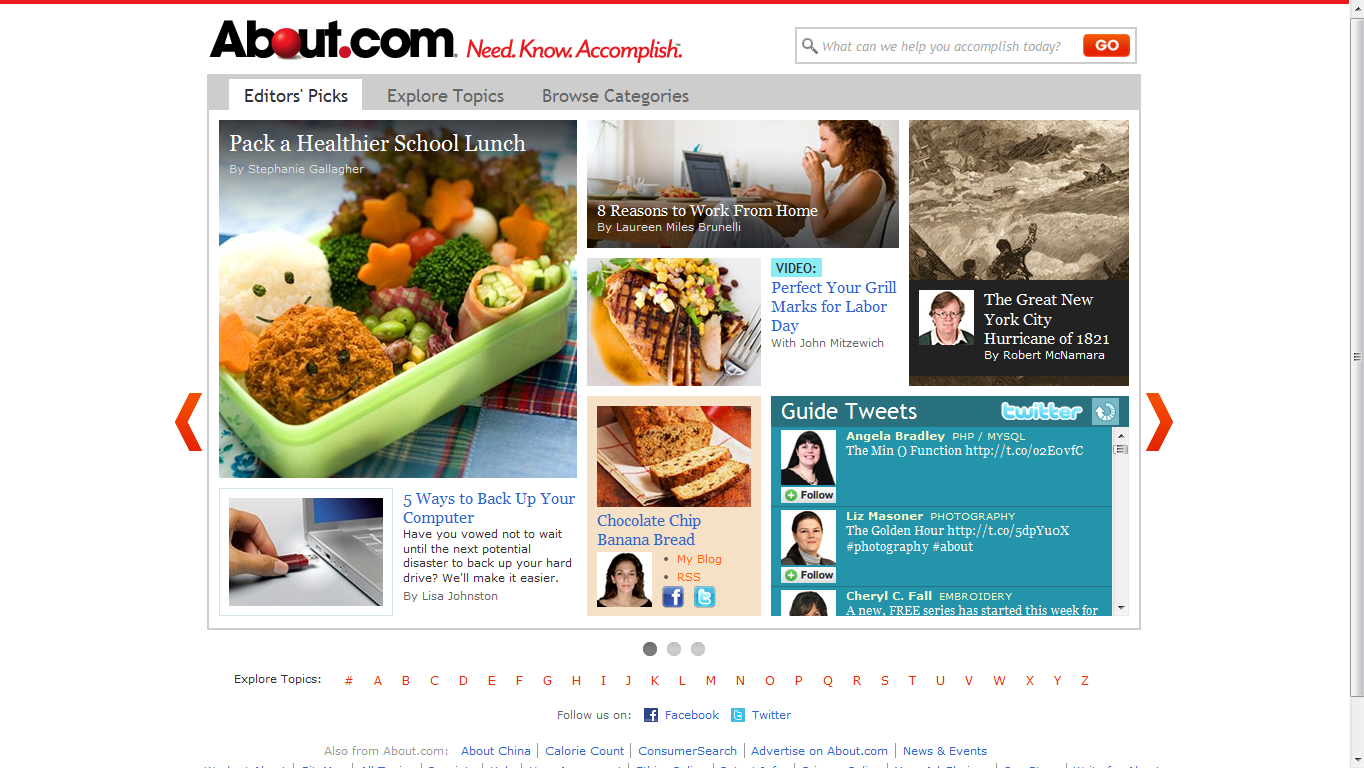 About.com Need. Know. Accomplish.
What can we help you accomplish today?
GO
Editors' Picks
Explore Topics
Browse Categories
Pack a Healthier School Lunch
By Stephanie Gallagher
8 Reasons to Work From Home
By Laureen Miles Brunelli
VIDEO:
Perfect Your Grill
Marks for Labor
Day
With John Mitzewich
The Great New
York City
Hurricane of 1821
By Robert McNamara
5 Ways to Back Up Your
Computer
Have you vowed not to wait
until the next potential
disaster to back up your hard
drive? We'll make it easier.
By Lisa Johnston
Chocolate Chip
Banana Bread
• My Blog
• RSS
Guide Tweets
twitter
Angela Bradley PHP / MYSQL
The Min () Function http://t.co/o2E0vfC
Follow
Liz Masoner PHOTOGRAPHY
The Golden Hour http://t.co/5dpYu0X
#photography #about
Follow
Cheryl C. Fall EMBROIDERY
A new, FREE series has started this week for
Explore Topics: # A B C D E F G H I J K L M N O P Q R S T U V W X Y Z
Follow us on: Facebook Twitter
Also from About.com: About China | Calorie Count | ConsumerSearch | Advertise on About.com | News & Events